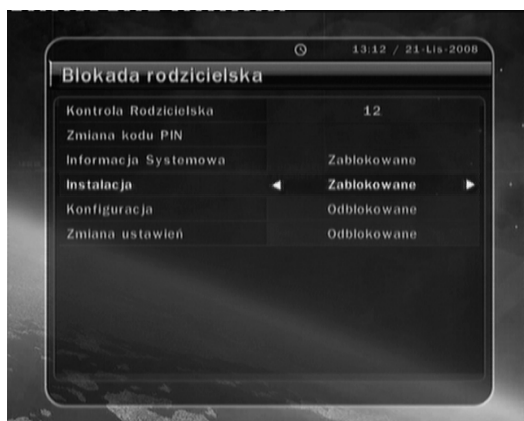 13:12 / 21-Lis-2008
Blokada rodzicielska
Kontrola Rodzicielska 12
Zmiana kodu PIN
Informacja Systemowa Zablokowane
Instalacja Zablokowane
Konfiguracja Odblokowane
Zmiana ustawień Odblokowane